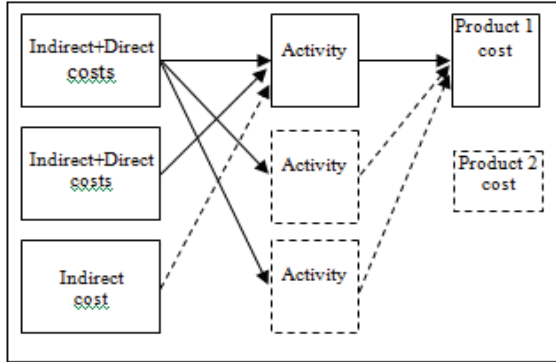 Indirect+Direct
costs
Activity
Product 1
cost
Indirect+Direct
costs
Activity
Product 2
cost
Indirect
cost
Activity